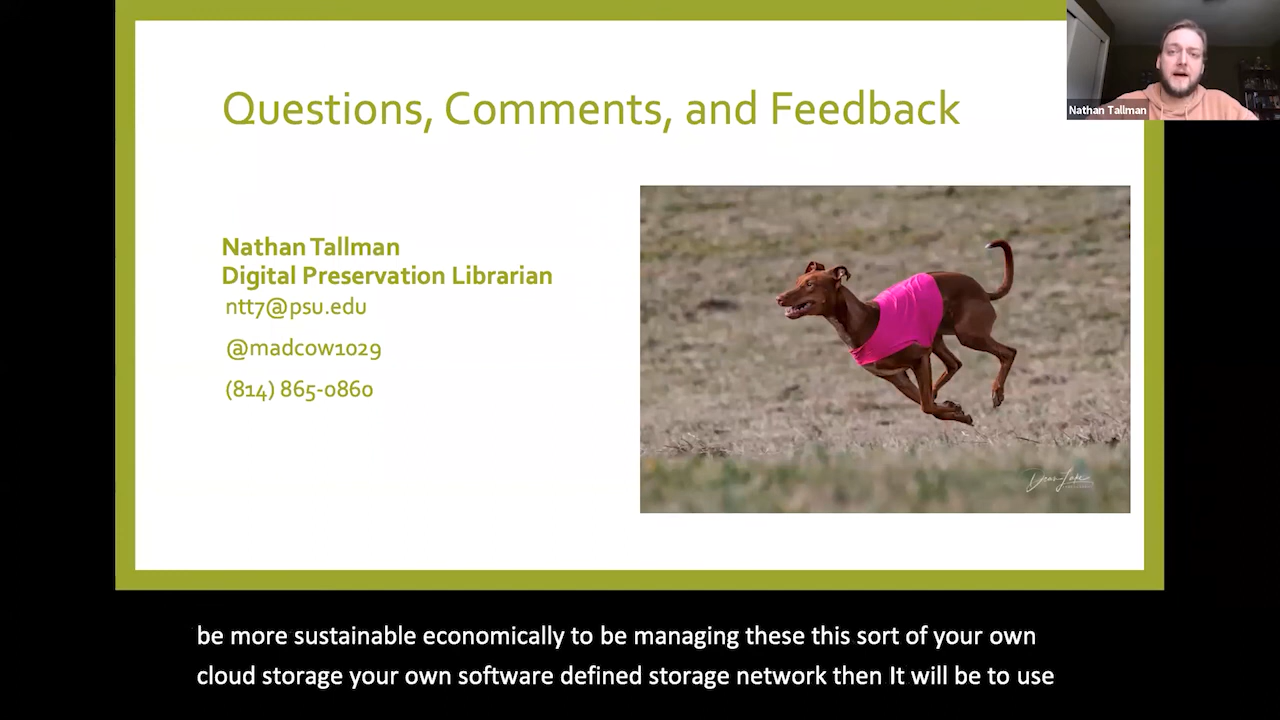 Questions, Comments, and Feedback
Nathan Tallman
Nathan Tallman
Digital Preservation Librarian
ntt7@psu.edu
@madcow1029
(814) 865-0860
be more sustainable economically to be managing these this sort of your own
cloud storage your own software defined storage network then It will be to use